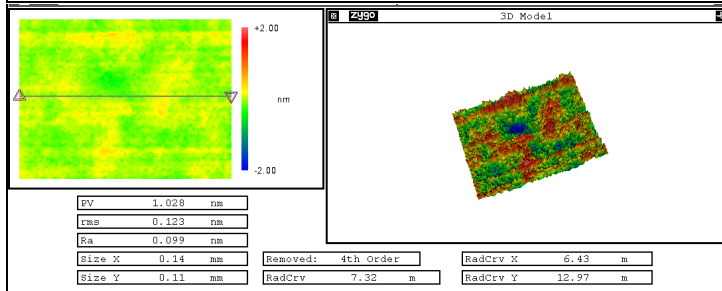 zygo 3D Model
+2.00
nm
-2.00
PV 1.028 nm
rms 0.123 nm
Ra 0.099 nm
Size X 0.14 mm
Size Y 0.11 mm
Removed: 4th Order
RadCrv 7.32 m
RadCrv X 6.43 m
RadCrv Y 12.97 m